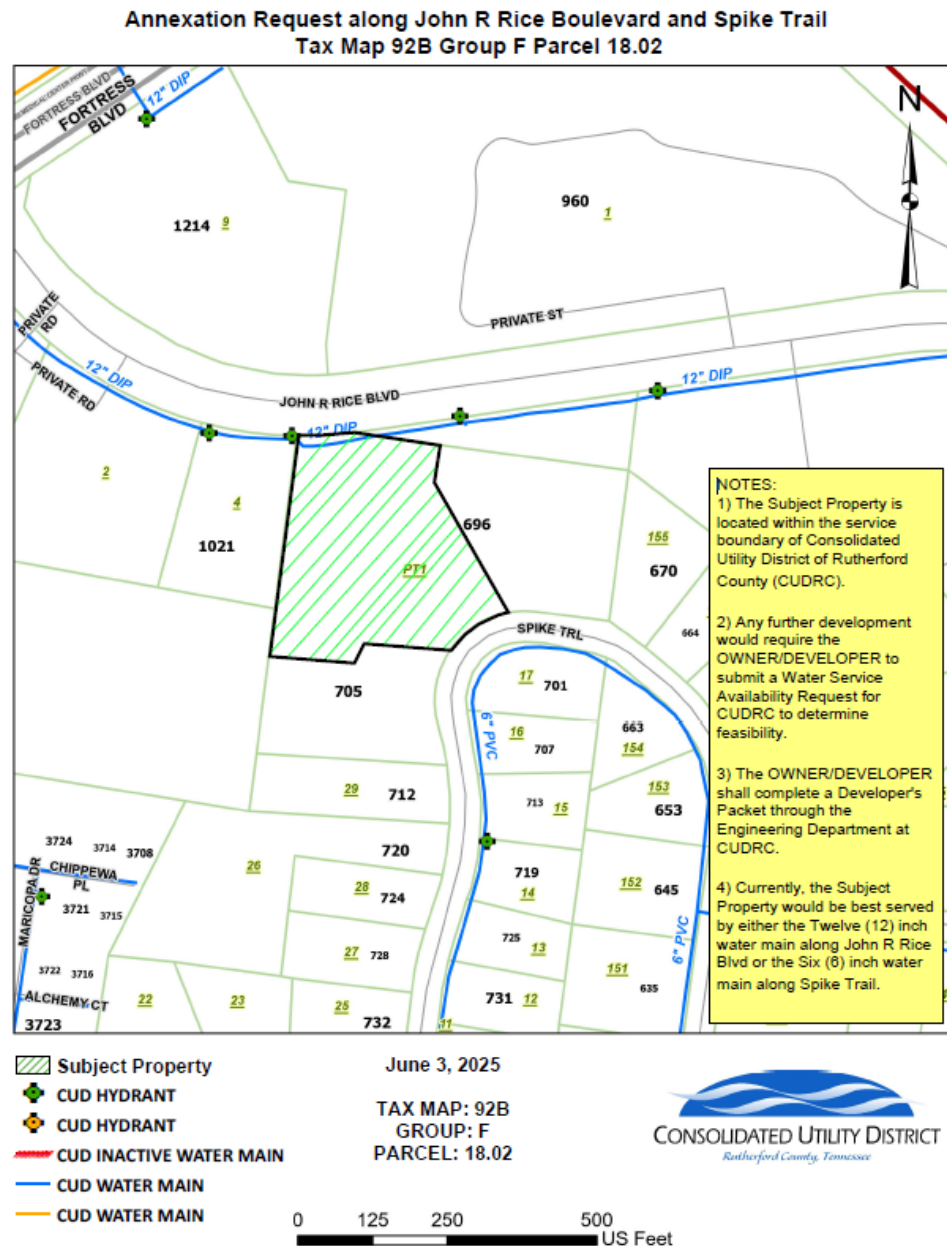 Annexation Request along John R Rice Boulevard and Spike Trail
Tax Map 92B Group F Parcel 18.02
FORTRESS BLVD
FORTRESS
BLVD
12" DIP
N
1214 9
960 1
PRIVATE
RD
PRIVATE ST
PRIVATE RD
12" DIP
JOHN R RICE BLVD
12" DIP
12" DIP
2
4
1021
696
PT1
155
670
664
SPIKE TRL
705
17 701
6" PVC
16
707
663
154
29 712
713 15
153
653
3724 3714 3708
CHIPPEWA
PL
3721 3715
MARICOPA DR
3722 3716
ALCHEMY CT
3723
26
720
28 724
27 728
22
23
25
732
719
14
152 645
725 13
731 12
11
151
635
6" PVC
NOTES:
1) The Subject Property is
located within the service
boundary of Consolidated
Utility District of Rutherford
County (CUDRC).
2) Any further development
would require the
OWNER/DEVELOPER to
submit a Water Service
Availability Request for
CUDRC to determine
feasibility.
3) The OWNER/DEVELOPER
shall complete a Developer's
Packet through the
Engineering Department at
CUDRC.
4) Currently, the Subject
Property would be best served
by either the Twelve (12) inch
water main along John R Rice
Blvd or the Six (6) inch water
main along Spike Trail.
Subject Property
CUD HYDRANT
CUD HYDRANT
CUD INACTIVE WATER MAIN
CUD WATER MAIN
CUD WATER MAIN
June 3, 2025
TAX MAP: 92B
GROUP: F
PARCEL: 18.02
CONSOLIDATED UTILITY DISTRICT
Rutherford County, Tennessee
0 125 250 500
US Feet